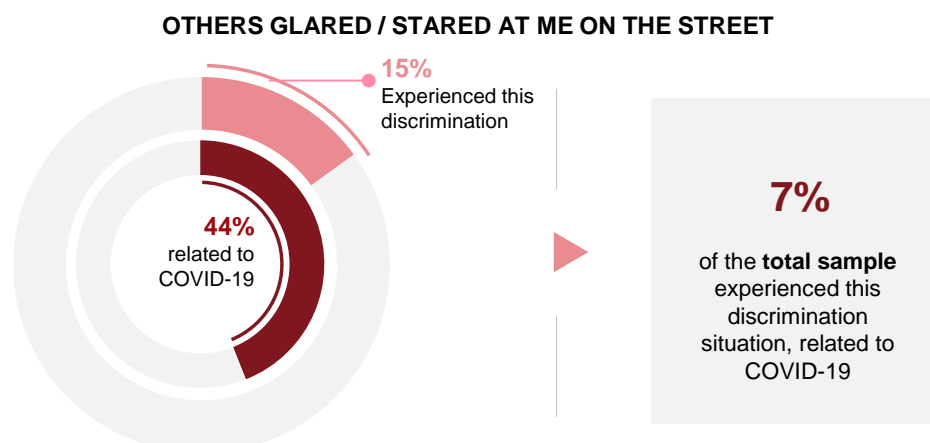 OTHERS GLARED / STARED AT ME ON THE STREET
15%
Experienced this
discrimination
44%
related to
COVID-19
7%
of the total sample
experienced this
discrimination
situation, related to
COVID-19